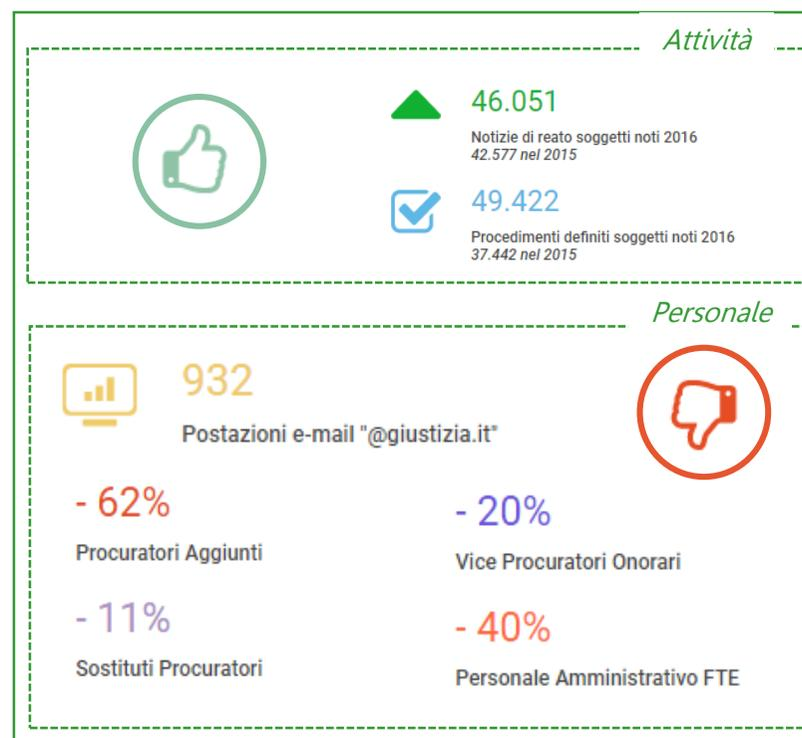 Attività
46.051
Notizie di reato soggetti noti 2016
42.577 nel 2015
49.422
Procedimenti definiti soggetti noti 2016
37.442 nel 2015
Personale
932
Postazioni e-mail "@giustizia.it"
- 62%
Procuratori Aggiunti
- 20%
Vice Procuratori Onorari
- 11%
Sostituti Procuratori
- 40%
Personale Amministrativo FTE